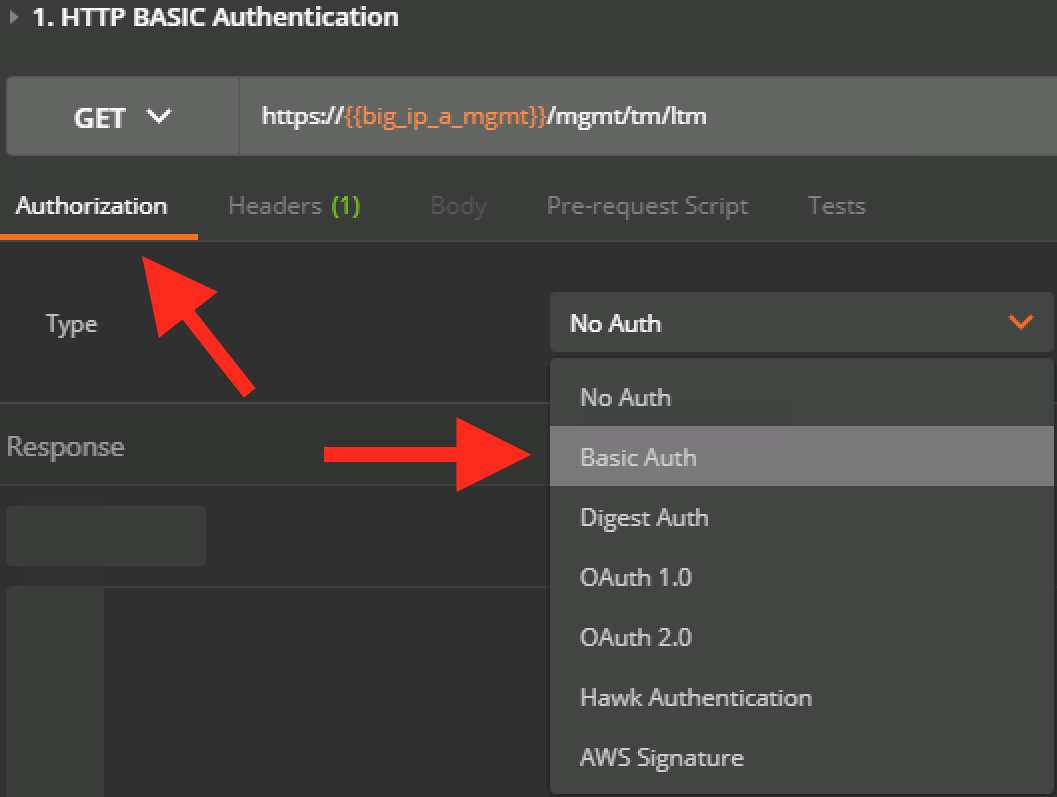 1. HTTP BASIC Authentication
GET https://{{big_ip_a_mgmt}}/mgmt/tm/ltm
Authorization Headers (1) Body Pre-request Script Tests
Type No Auth
No Auth
Response
Basic Auth
Digest Auth
OAuth 1.0
OAuth 2.0
Hawk Authentication
AWS Signature